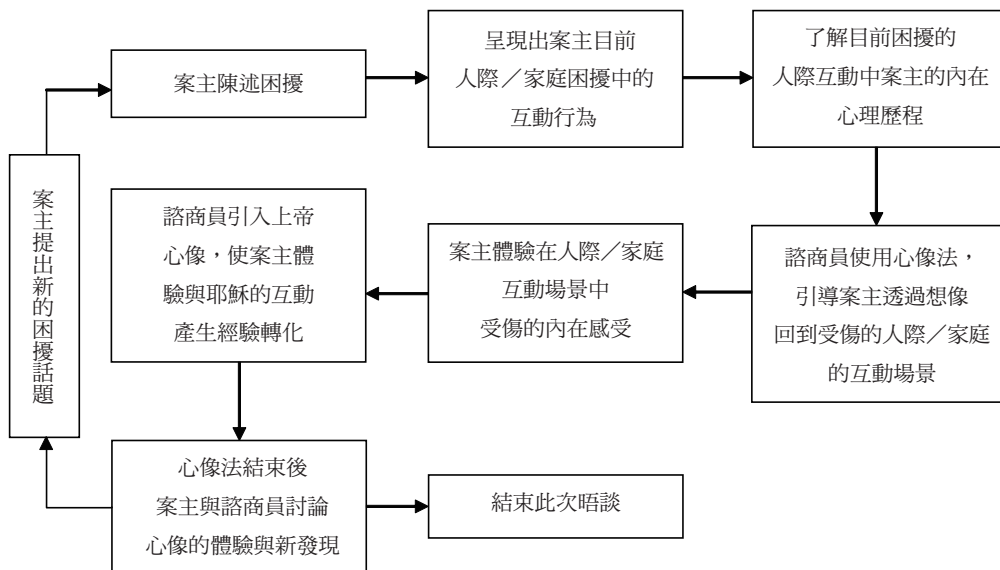 案主陳述困擾
呈現出案主目前
人際／家庭困擾中的
互動行為
了解目前困擾的
人際互動中案主的內在
心理歷程
諮商員使用心像法，
引導案主透過想像
回到受傷的人際／家庭
的互動場景
案主體驗在人際／家庭
互動場景中
受傷的內在感受
諮商員引入上帝
心像，使案主體
驗與耶穌的互動
產生經驗轉化
心像法結束後
案主與諮商員討論
心像的體驗與新發現
結束此次晤談
案主提出新的困擾話題